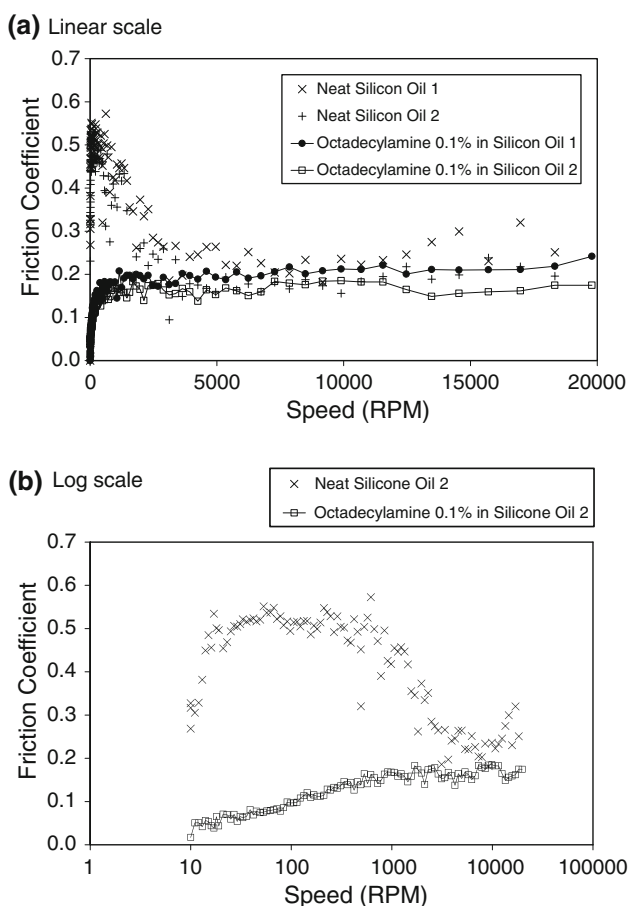 (a) Linear scale
0.7
0.6
0.5
0.4
0.3
0.2
0.1
0.0
Friction Coefficient
Neat Silicon Oil 1
Neat Silicon Oil 2
Octadecylamine 0.1% in Silicon Oil 1
Octadecylamine 0.1% in Silicon Oil 2
0 5000 10000 15000 20000
Speed (RPM)
(b) Log scale
Neat Silicone Oil 2
Octadecylamine 0.1% in Silicone Oil 2
0.7
0.6
0.5
0.4
0.3
0.2
0.1
0.0
Friction Coefficient
1 10 100 1000 10000 100000
Speed (RPM)